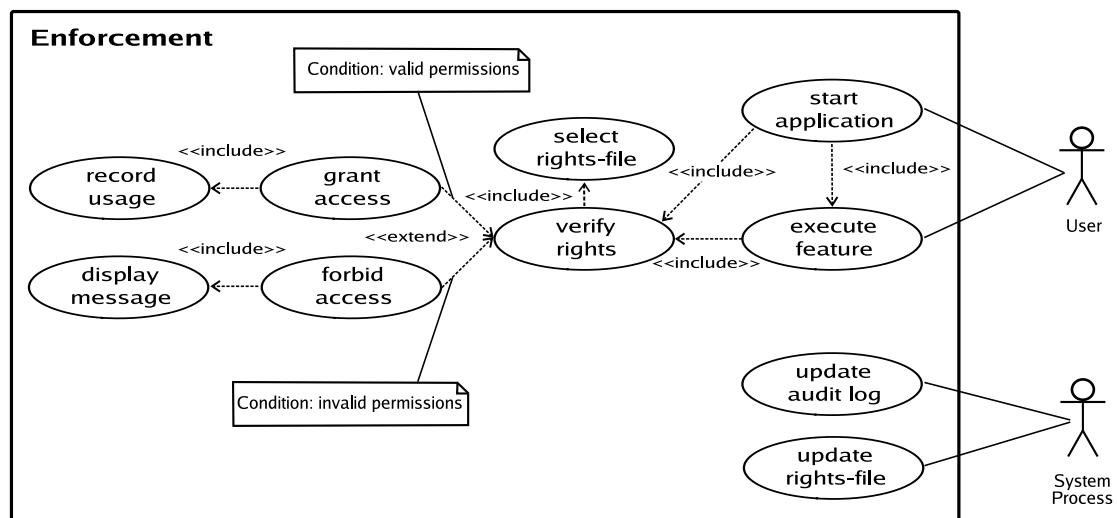 Enforcement
Condition: valid permissions
start
application
select
rights-file
<<include>>
<<include>>
<<include>>
record
usage
grant
access
<<include>>
<<extend>>
verify
rights
<<include>>
execute
feature
User
<<include>>
display
message
forbid
access
Condition: invalid permissions
update
audit log
update
rights-file
System
Process